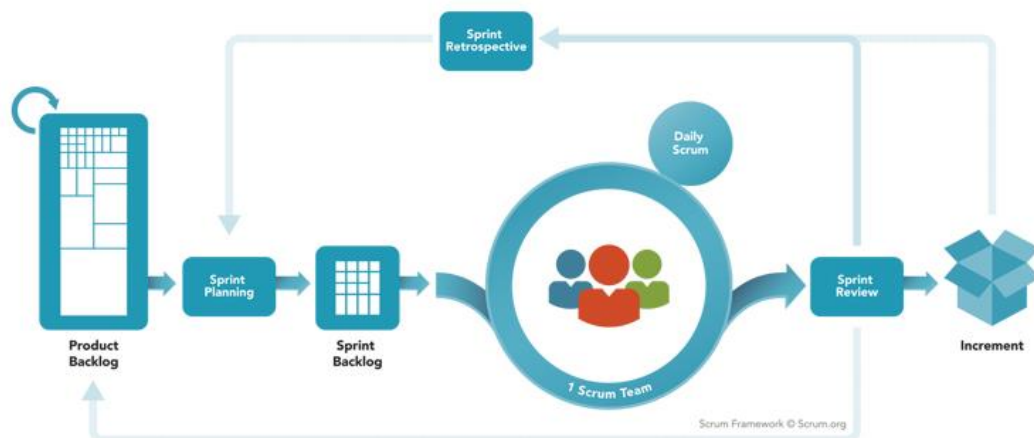 Sprint
Retrospective
Daily
Scrum
Sprint
Planning
Sprint
Review
Product
Backlog
Sprint
Backlog
1 Scrum Team
Increment
Scrum Framework © Scrum.org